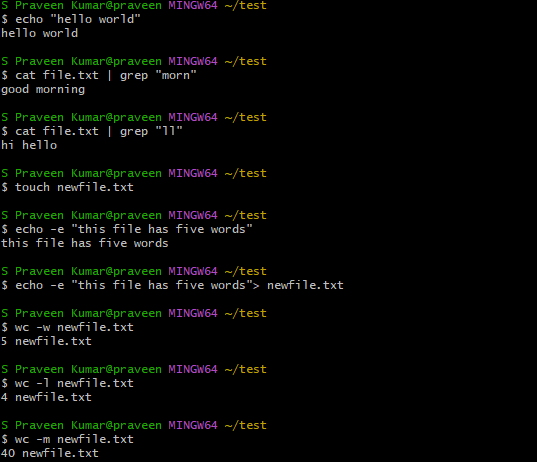 S Praveen Kumar@praveen MINGW64 ~/test
$ echo "hello world"
hello world
S Praveen Kumar@praveen MINGW64 ~/test
$ cat file.txt | grep "morn"
good morning
S Praveen Kumar@praveen MINGW64 ~/test
$ cat file.txt | grep "ll"
hi hello
S Praveen Kumar@praveen MINGW64 ~/test
$ touch newfile.txt
S Praveen Kumar@praveen MINGW64 ~/test
$ echo -e "this file has five words"
this file has five words
S Praveen Kumar@praveen MINGW64 ~/test
$ echo -e "this file has five words"> newfile.txt
S Praveen Kumar@praveen MINGW64 ~/test
$ wc -w newfile.txt
5 newfile.txt
S Praveen Kumar@praveen MINGW64 ~/test
$ wc -l newfile.txt
4 newfile.txt
S Praveen Kumar@praveen MINGW64 ~/test
$ wc -m newfile.txt
40 newfile.txt